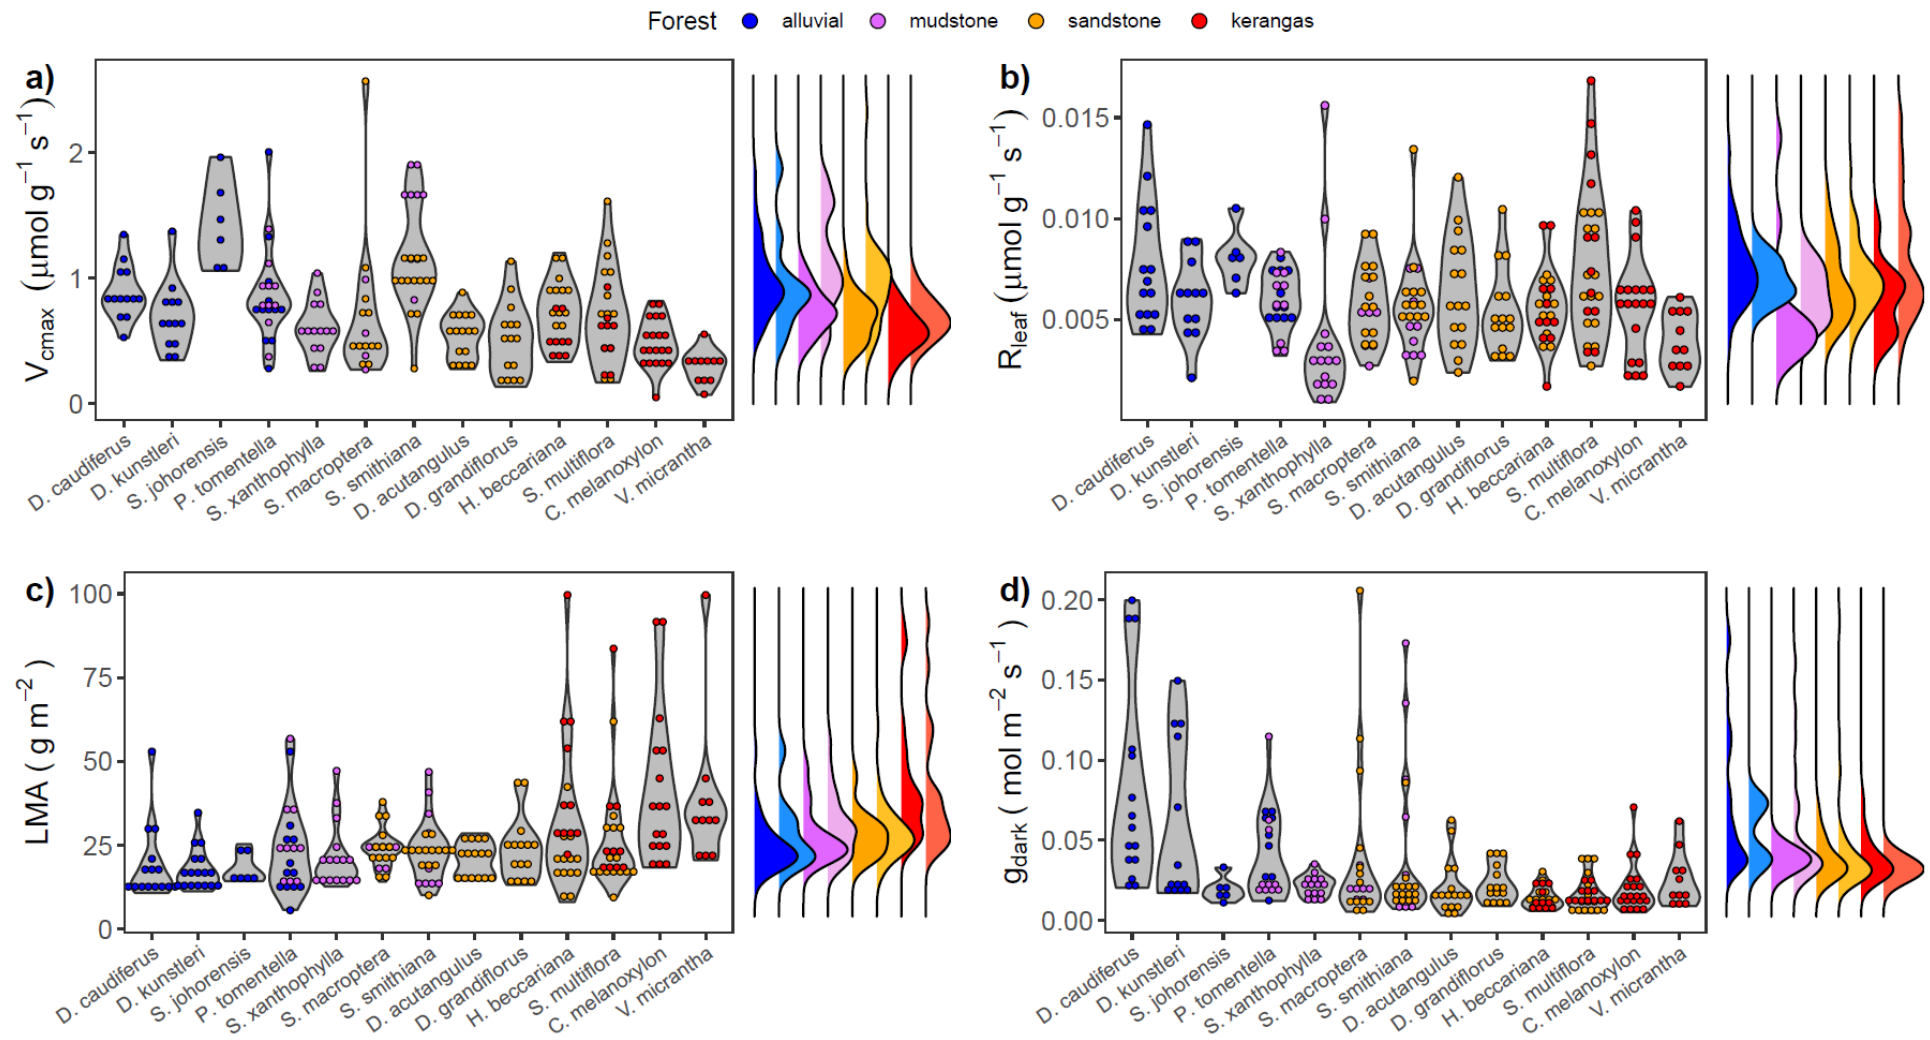 Forest alluvial mudstone sandstone kerangas
a)
Vcmax (μmol g−1 s−1)
2
1
0
D. caudiferus
D. kunstleri
S. johorensis
P. tomentella
S. xanthophylla
S. macroptera
S. smithiana
D. acutangulus
D. grandiflorus
H. beccariana
S. multiflora
C. melanoxylon
V. micrantha
b)
Rleaf (μmol g−1 s−1)
0.015
0.010
0.005
D. caudiferus
D. kunstleri
S. johorensis
P. tomentella
S. xanthophylla
S. macroptera
S. smithiana
D. acutangulus
D. grandiflorus
H. beccariana
S. multiflora
C. melanoxylon
V. micrantha
c)
LMA ( g m−2 )
100
75
50
25
0
D. caudiferus
D. kunstleri
S. johorensis
P. tomentella
S. xanthophylla
S. macroptera
S. smithiana
D. acutangulus
D. grandiflorus
H. beccariana
S. multiflora
C. melanoxylon
V. micrantha
d)
gdark ( mol m−2 s−1 )
0.20
0.15
0.10
0.05
0.00
D. caudiferus
D. kunstleri
S. johorensis
P. tomentella
S. xanthophylla
S. macroptera
S. smithiana
D. acutangulus
D. grandiflorus
H. beccariana
S. multiflora
C. melanoxylon
V. micrantha